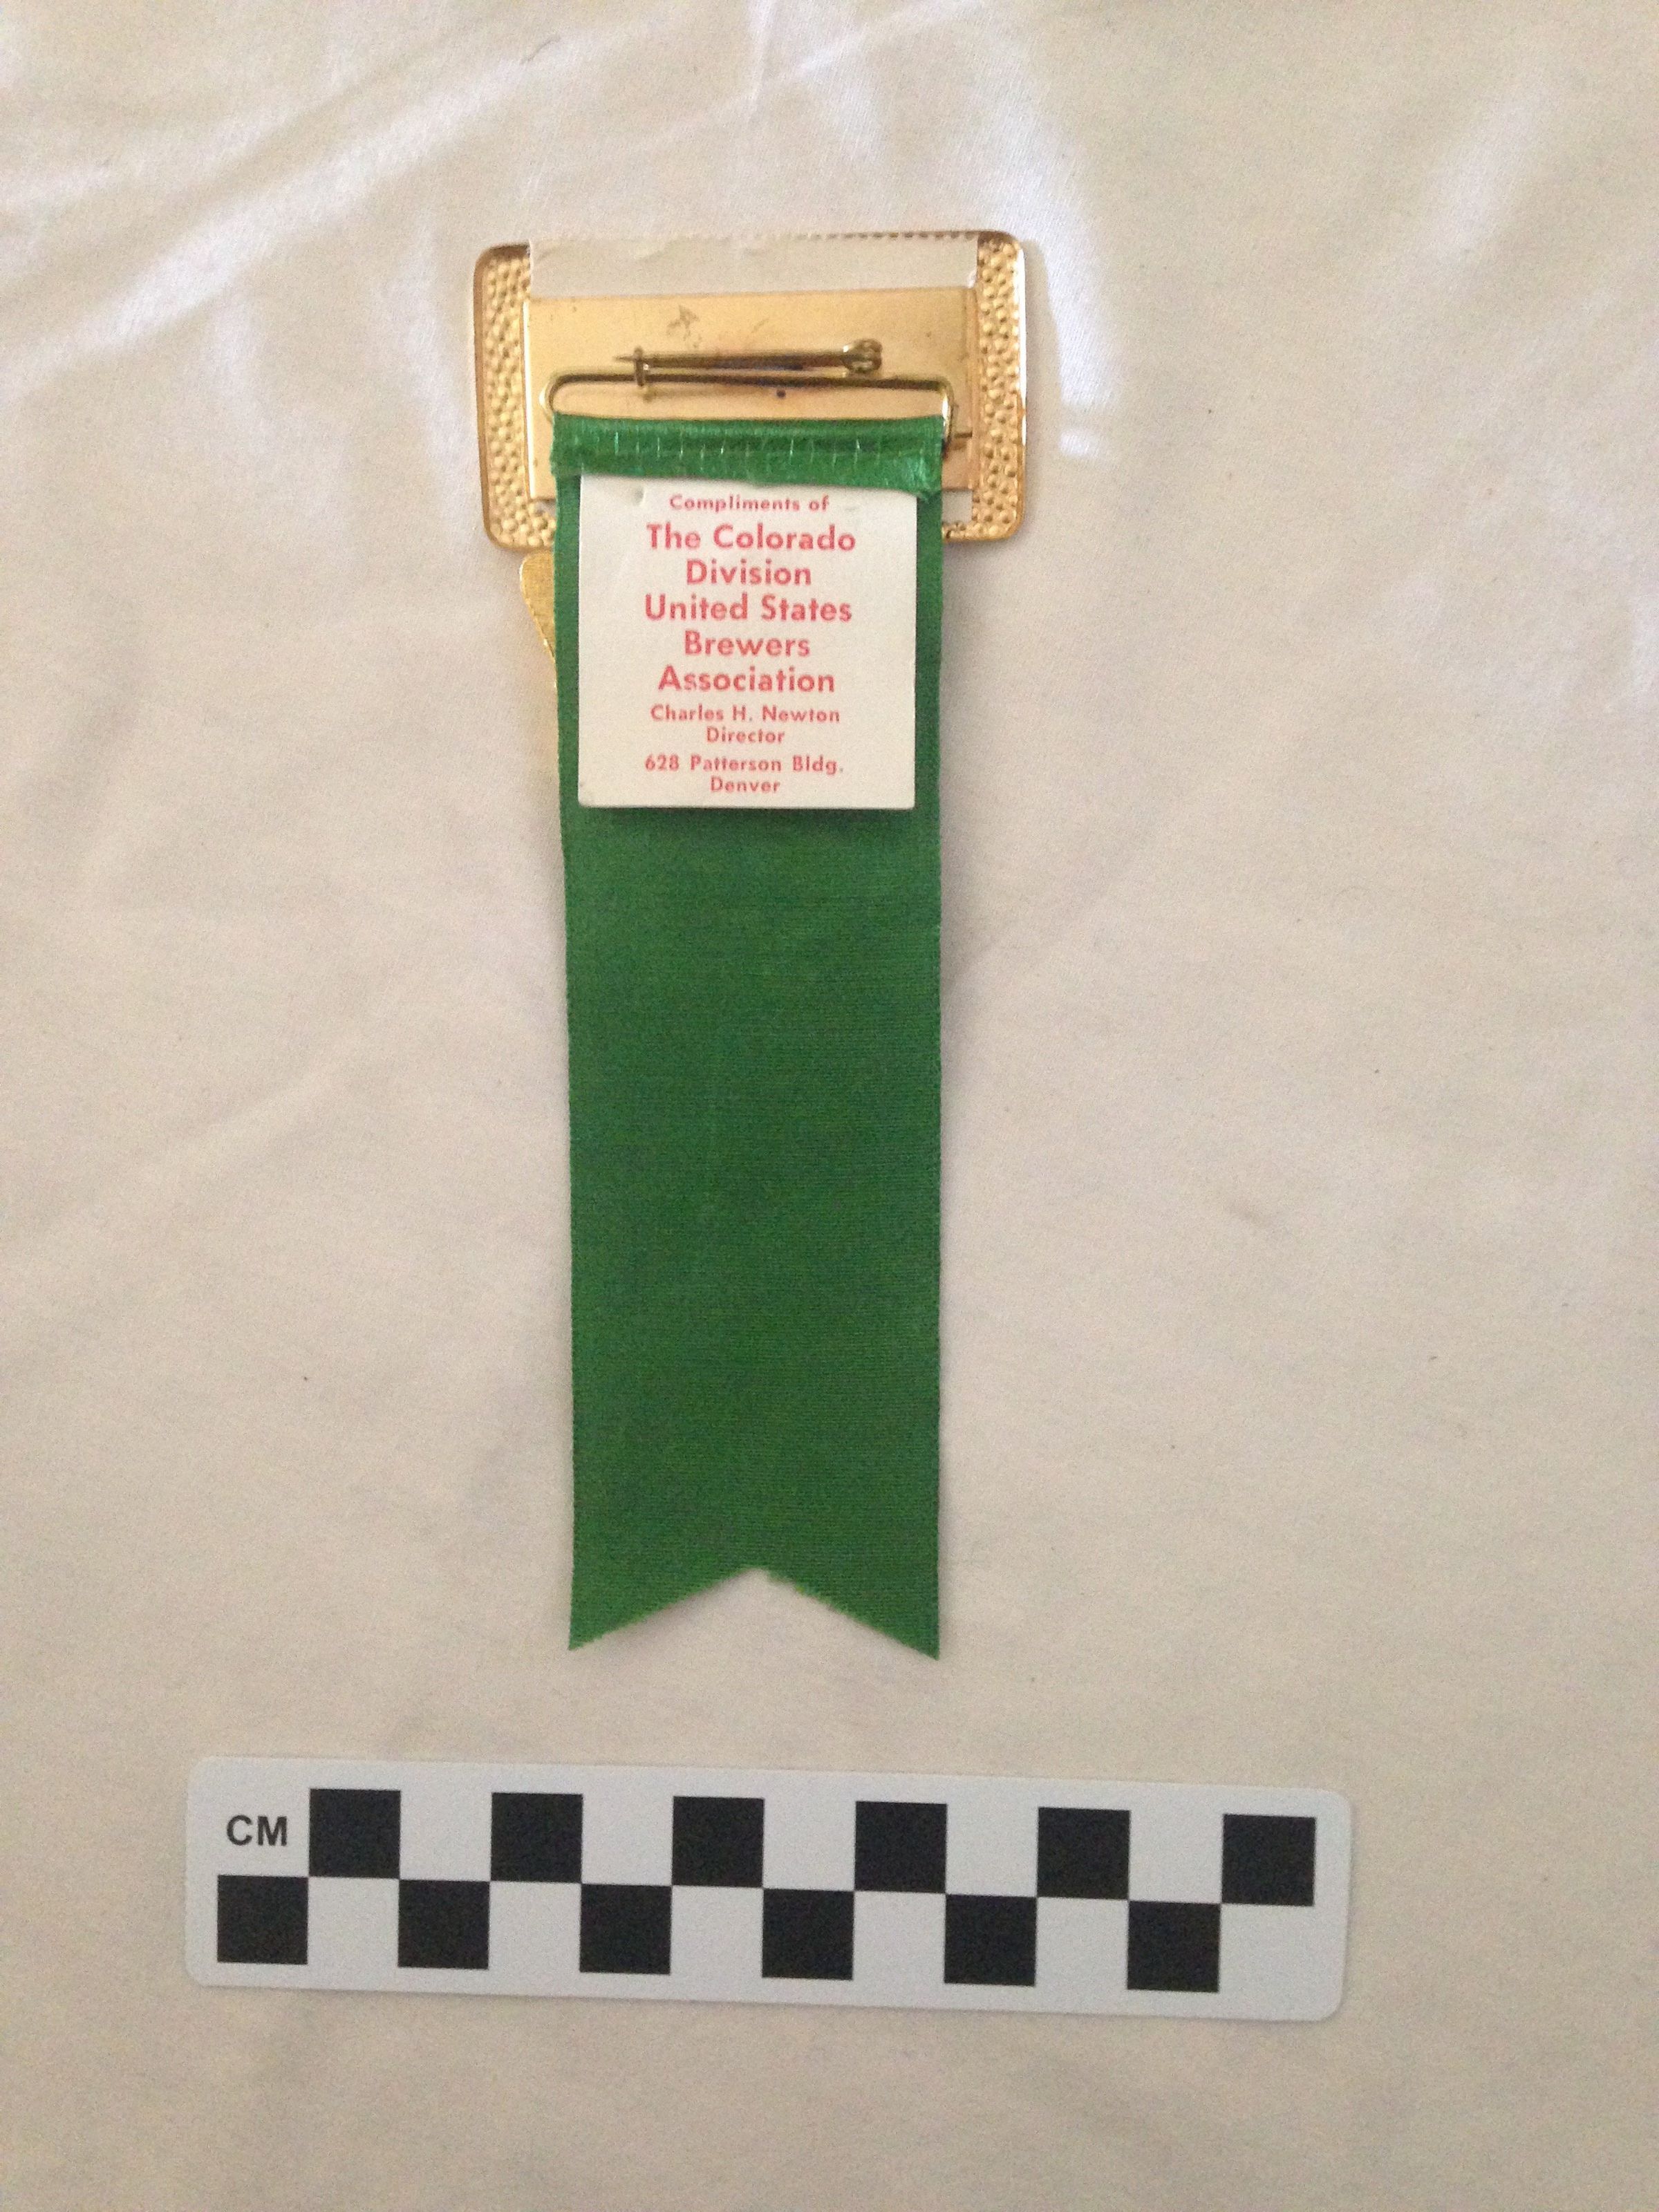 Compliments of
The Colorado
Division
United States
Brewers
Association
Charles H. Newton
Director
628 Patterson Bldg.
Denver
CM